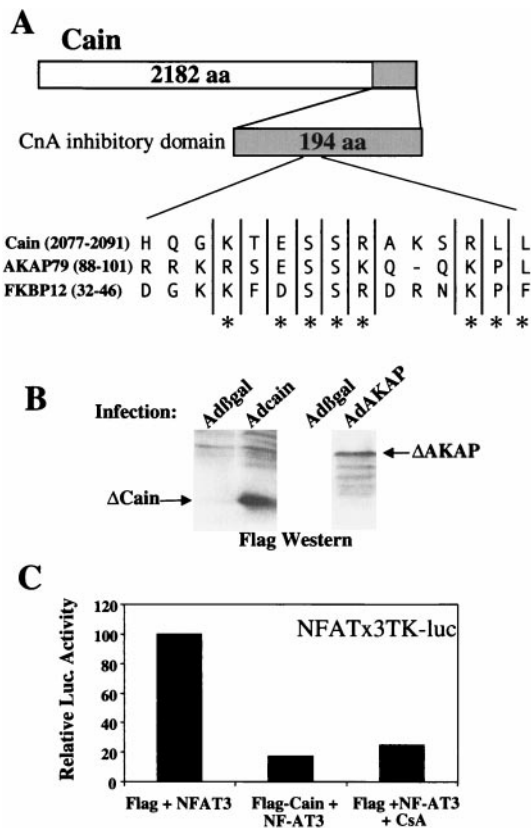 A
Cain
2182 aa
CnA inhibitory domain
194 aa
Cain (2077-2091) H Q G K T E S S R A K S R L L
AKAP79 (88-101) R R K R S E S S K Q - Q K P L
FKBP12 (32-46) D G K K F D S S R D R N K P F
* * * * * * * *
B
Infection: Adßgal Adcain Adßgal AdAKAP
ΔCain
ΔAKAP
Flag Western
C
NFATx3TK-luc
Relative Luc. Activity
120
100
80
60
40
20
0
Flag + NFAT3
Flag-Cain + NF-AT3
Flag +NF-AT3 + CsA